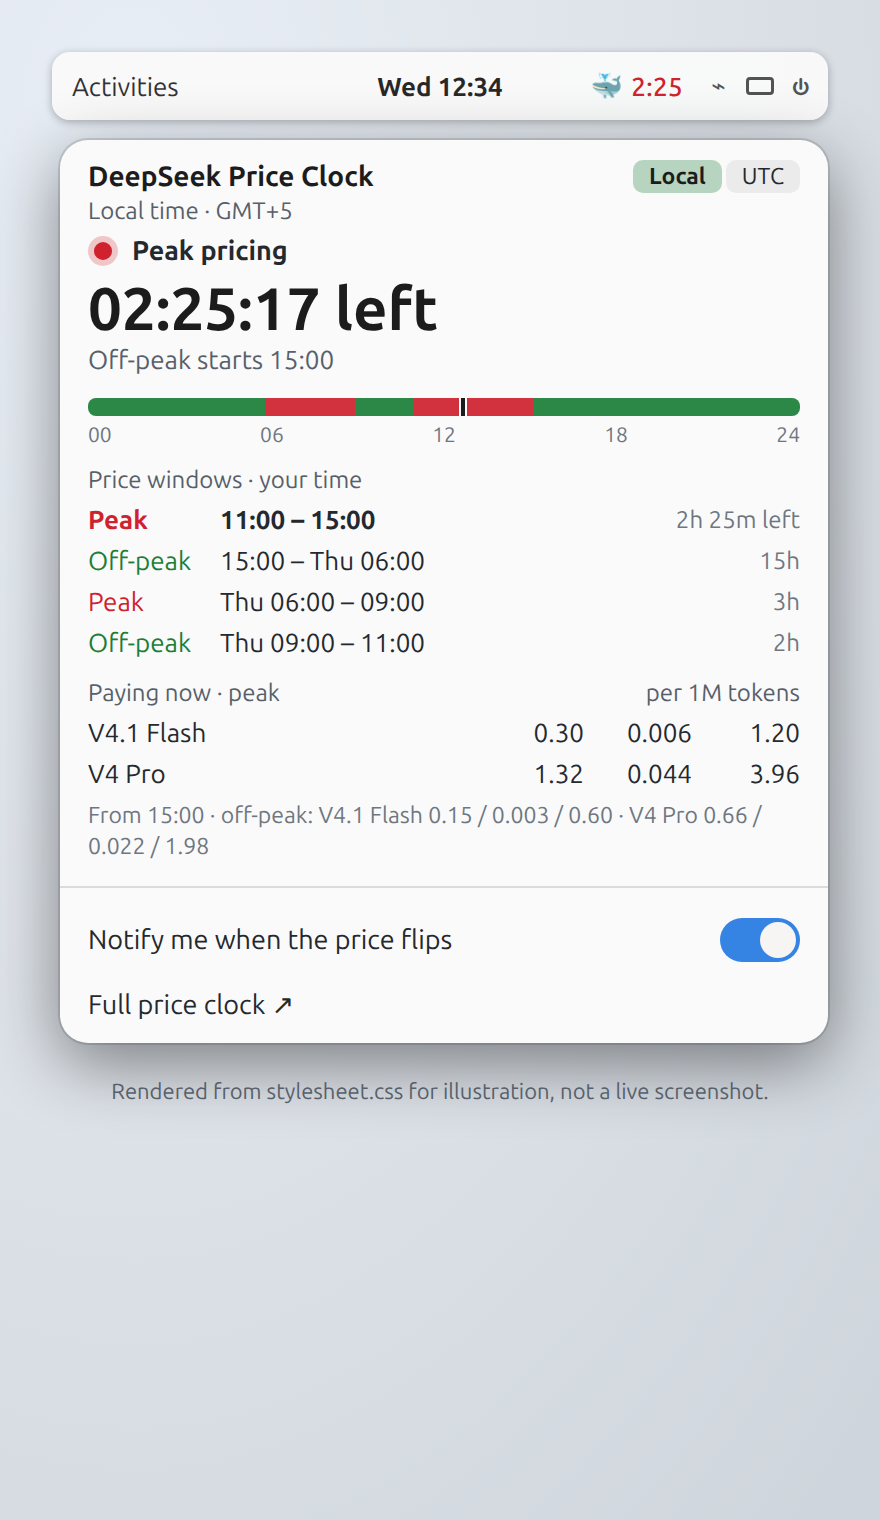 Activities Wed 12:34 🐳 2:25
DeepSeek Price Clock Local UTC
Local time · GMT+5
Peak pricing
02:25:17 left
Off-peak starts 15:00
00 06 12 18 24
Price windows · your time
Peak 11:00 – 15:00 2h 25m left
Off-peak 15:00 – Thu 06:00 15h
Peak Thu 06:00 – 09:00 3h
Off-peak Thu 09:00 – 11:00 2h
Paying now · peak per 1M tokens
V4.1 Flash 0.30 0.006 1.20
V4 Pro 1.32 0.044 3.96
From 15:00 · off-peak: V4.1 Flash 0.15 / 0.003 / 0.60 · V4 Pro 0.66 /
0.022 / 1.98
Notify me when the price flips
Full price clock ↗
Rendered from stylesheet.css for illustration, not a live screenshot.